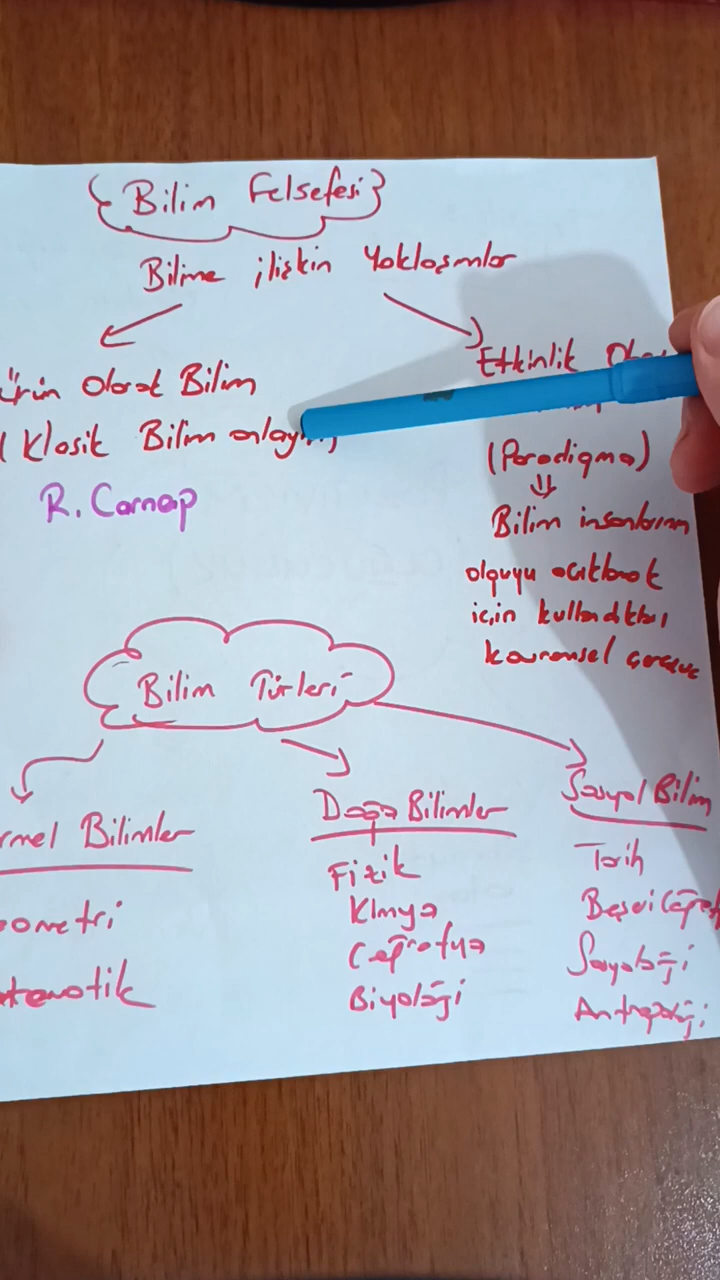 Bilim Felsefesi
Bilime ilişkin Yaklaşımlar
Ürün olarak Bilim
(Klasik Bilim anlayışı)
R. Carnap
Etkinlik
(Paradigma)
Bilim insanlarının
olguyu açıklamak
için kullandıkları
kavramsal çerçeve
Bilim Türleri
rmel Bilimler
ometri
tematik
Doğa Bilimler
Fizik
Kimya
Coğrafya
Biyoloji
Sosyal Bilim
Tarih
Beşeri Coğraf
Sosyoloji
Antropoloji